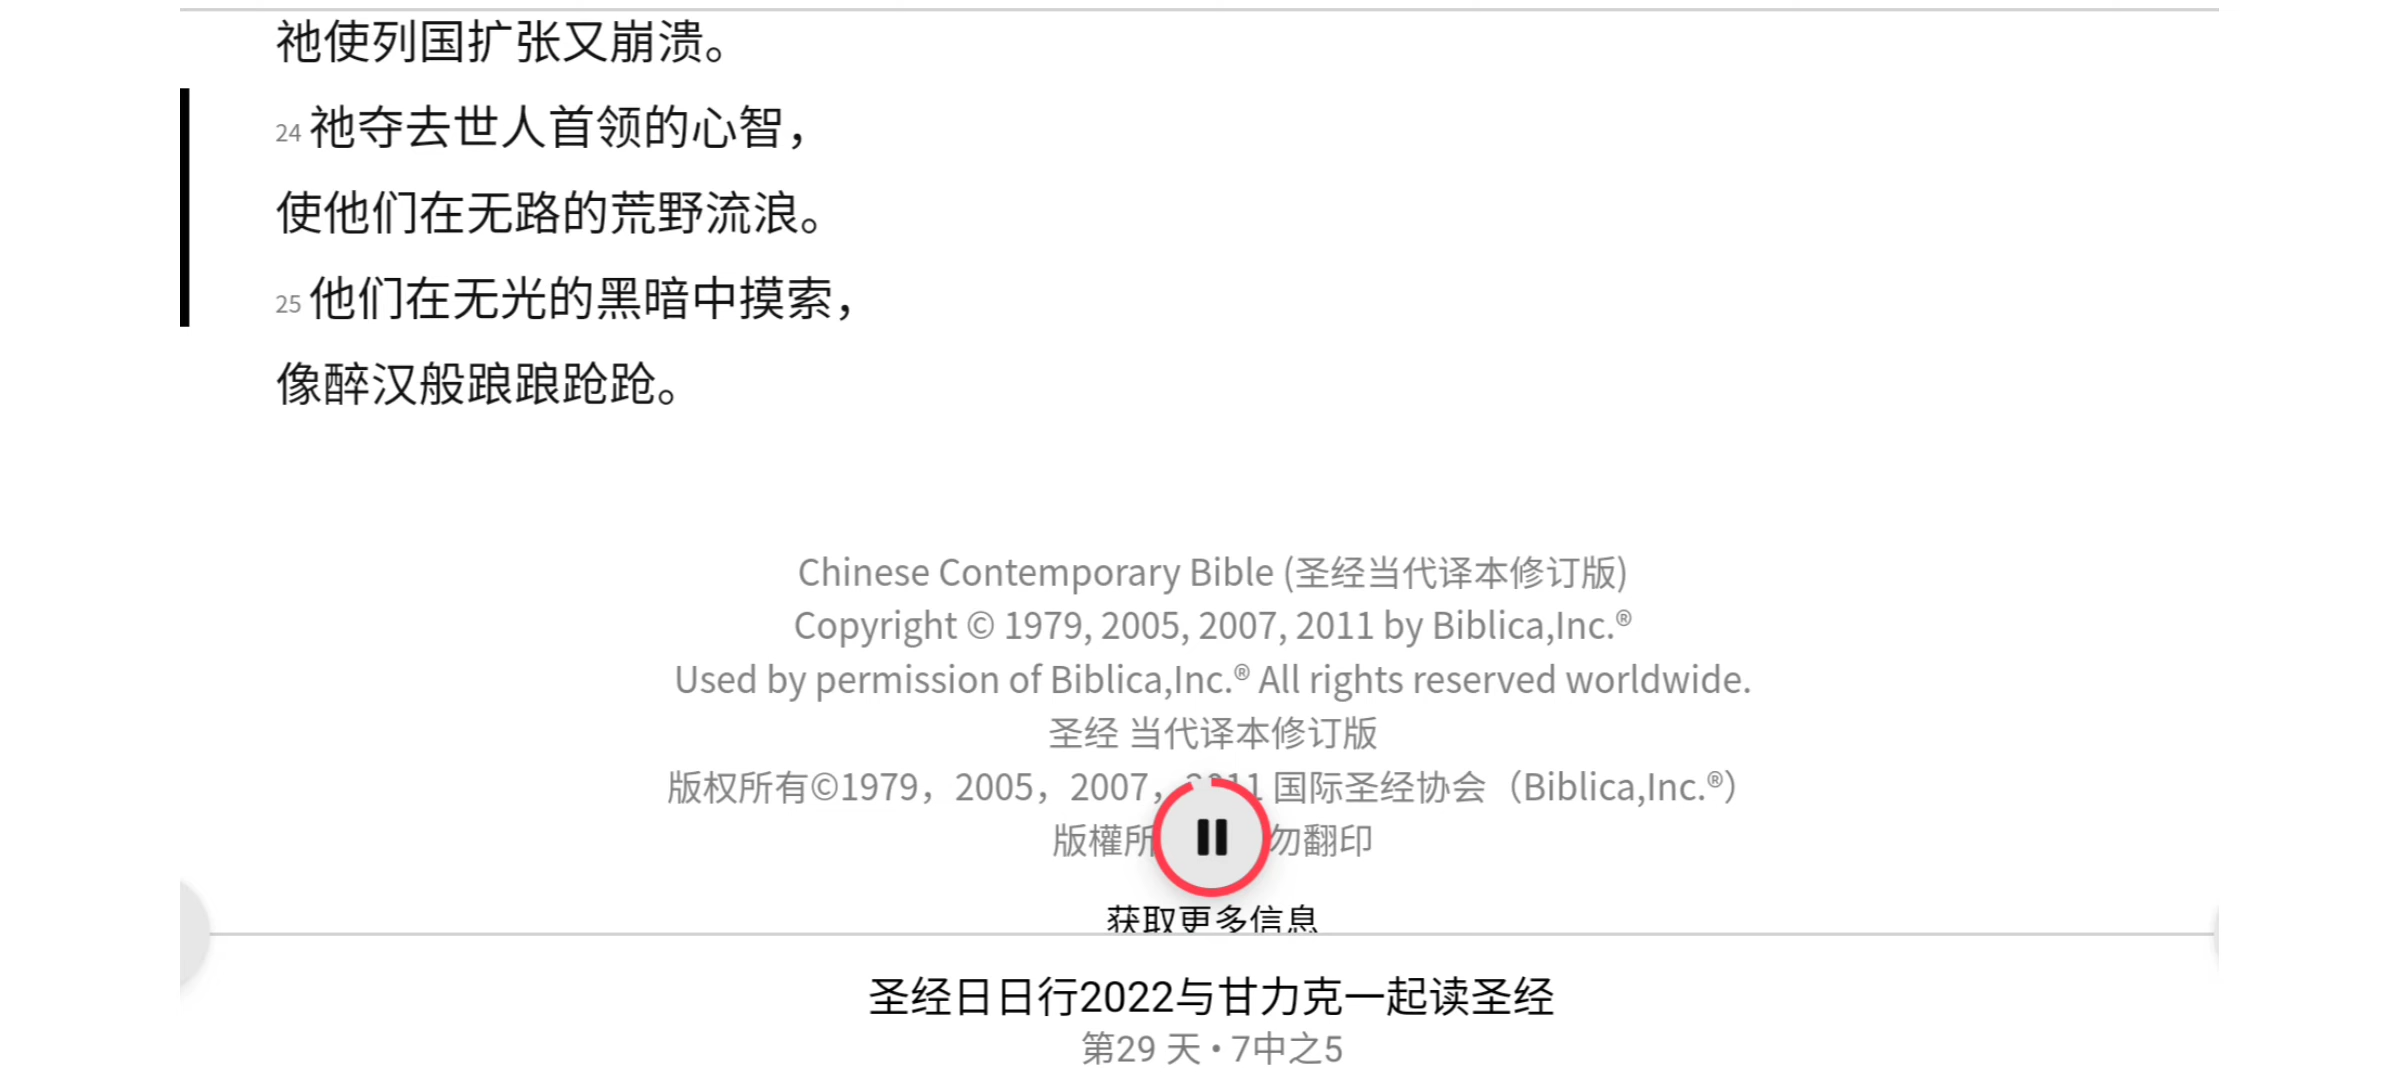 祂使列国扩张又崩溃。
24 祂夺去世人首领的心智，
使他们在无路的荒野流浪。
25 他们在无光的黑暗中摸索，
像醉汉般踉踉跄跄。
Chinese Contemporary Bible (圣经当代译本修订版)
Copyright © 1979, 2005, 2007, 2011 by Biblica,Inc.®
Used by permission of Biblica,Inc.® All rights reserved worldwide.
圣经 当代译本修订版
版权所有©1979，2005，2007，2011 国际圣经协会（Biblica,Inc.®）
版權所 勿翻印
获取更多信息
圣经日日行2022与甘力克一起读圣经
第29 天 • 7中之5